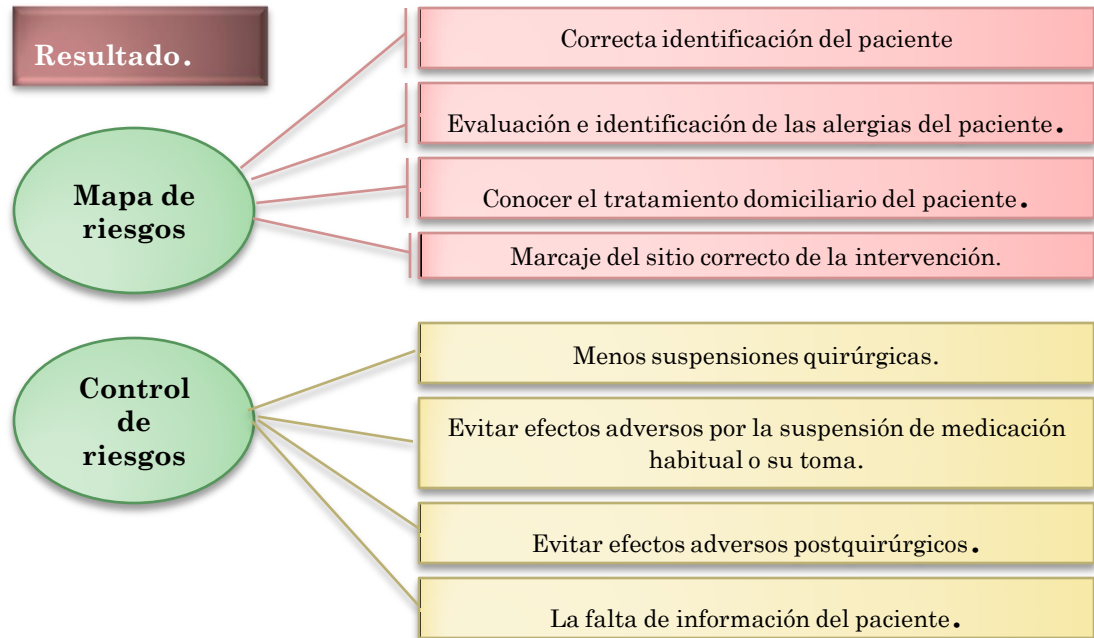 Resultado.
Mapa de
riesgos
Correcta identificación del paciente
Evaluación e identificación de las alergias del paciente.
Conocer el tratamiento domiciliario del paciente.
Marcaje del sitio correcto de la intervención.
Control
de
riesgos
Menos suspensiones quirúrgicas.
Evitar efectos adversos por la suspensión de medicación
habitual o su toma.
Evitar efectos adversos postquirúrgicos.
La falta de información del paciente.